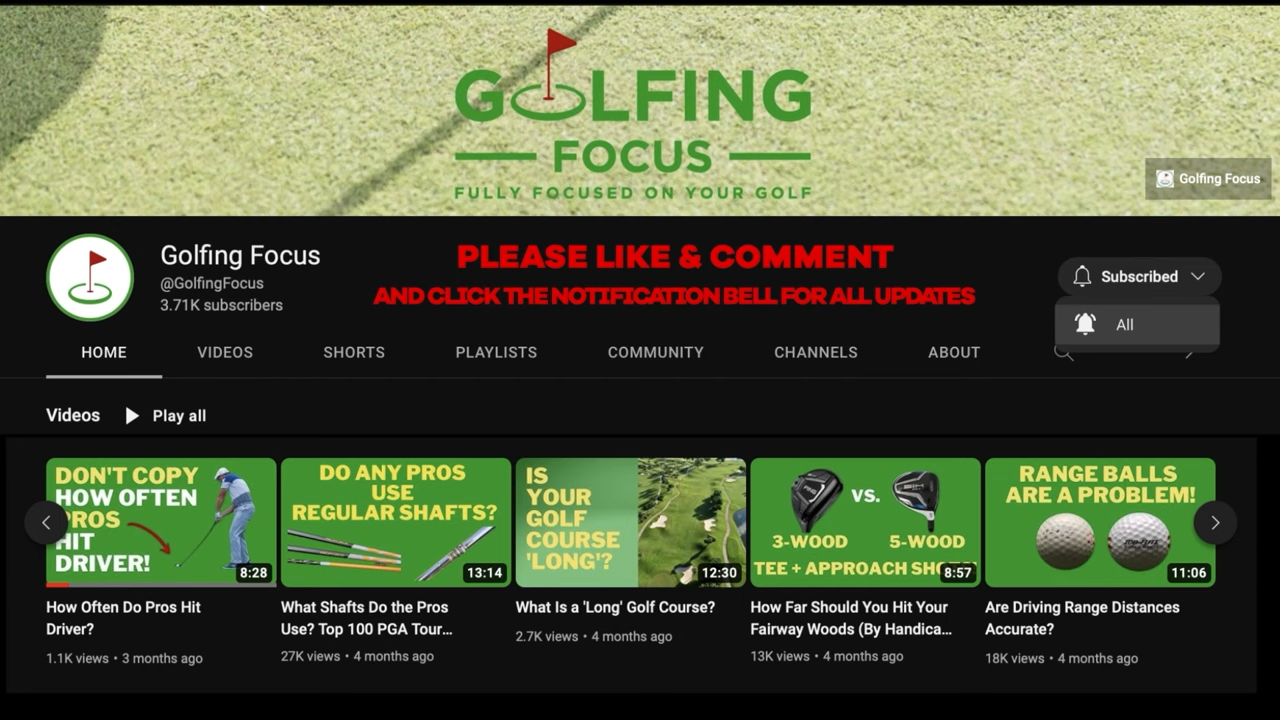 GOLFING
FOCUS
FULLY FOCUSED ON YOUR GOLF
Golfing Focus
Golfing Focus
@GolfingFocus
3.71K subscribers
PLEASE LIKE & COMMENT
AND CLICK THE NOTIFICATION BELL FOR ALL UPDATES
Subscribed
All
HOME VIDEOS SHORTS PLAYLISTS COMMUNITY CHANNELS ABOUT
Videos Play all
DON'T COPY
HOW OFTEN
PROS
HIT
DRIVER!
8:28
DO ANY PROS
USE
REGULAR SHAFTS?
13:14
IS
YOUR
GOLF
COURSE
'LONG'?
12:30
VS.
3-WOOD 5-WOOD
TEE + APPROACH
8:57
RANGE BALLS
ARE A PROBLEM!
11:06
How Often Do Pros Hit
Driver?
1.1K views • 3 months ago
What Shafts Do the Pros
Use? Top 100 PGA Tour...
27K views • 4 months ago
What Is a 'Long' Golf Course?
2.7K views • 4 months ago
How Far Should You Hit Your
Fairway Woods (By Handica...
13K views • 4 months ago
Are Driving Range Distances
Accurate?
18K views • 4 months ago